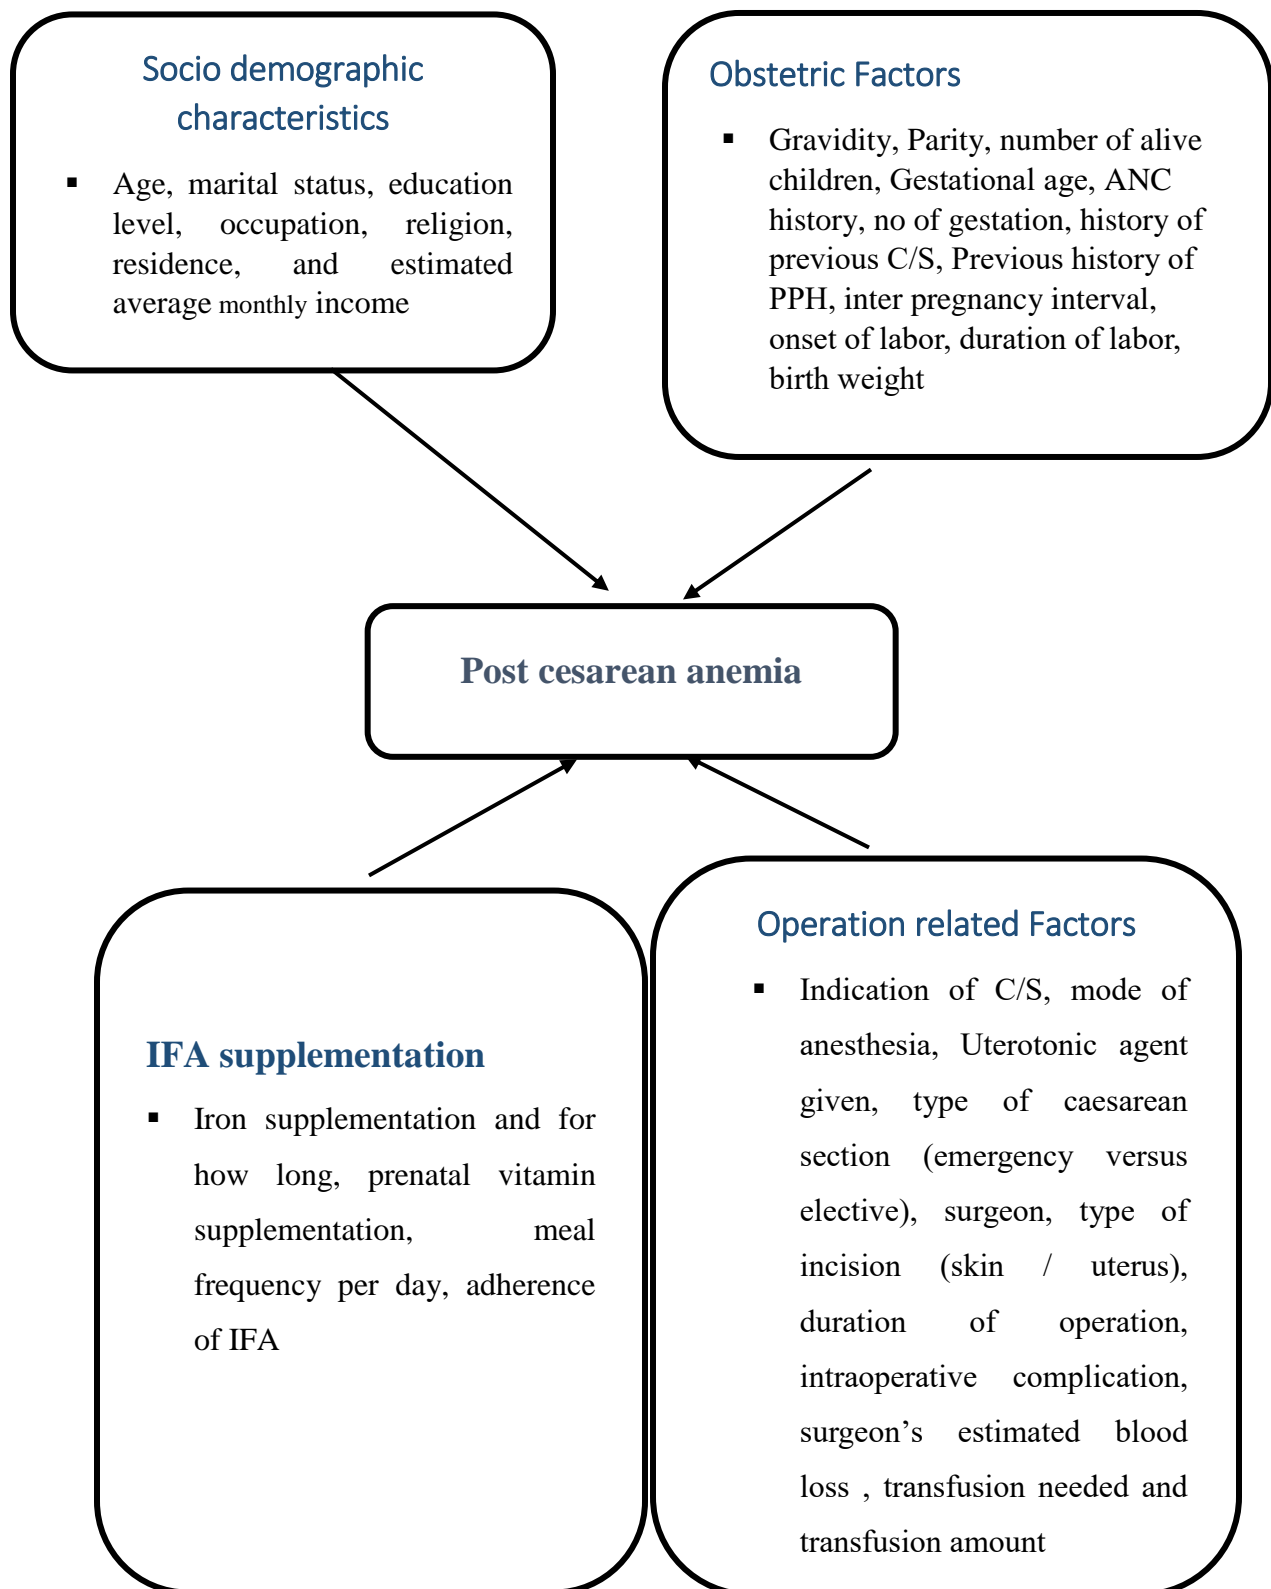 Socio demographic
characteristics
▪ Age, marital status, education
level, occupation, religion,
residence, and estimated
average monthly income
Obstetric Factors
▪ Gravidity, Parity, number of alive
children, Gestational age, ANC
history, no of gestation, history of
previous C/S, Previous history of
PPH, inter pregnancy interval,
onset of labor, duration of labor,
birth weight
Post cesarean anemia
IFA supplementation
▪ Iron supplementation and for
how long, prenatal vitamin
supplementation, meal
frequency per day, adherence
of IFA
Operation related Factors
▪ Indication of C/S, mode of
anesthesia, Uterotonic agent
given, type of caesarean
section (emergency versus
elective), surgeon, type of
incision (skin / uterus),
duration of operation,
intraoperative complication,
surgeon’s estimated blood
loss , transfusion needed and
transfusion amount